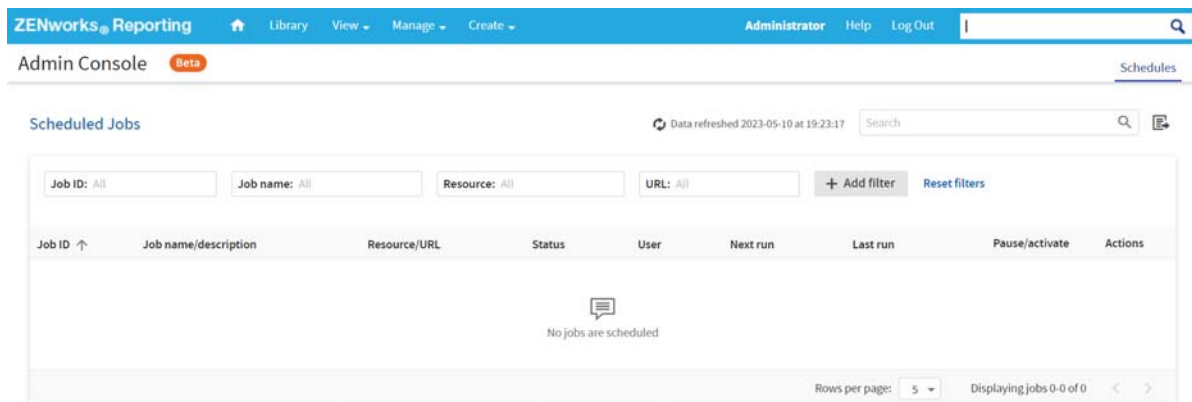 ZENworks® Reporting Library View Manage Create Administrator Help Log Out
Admin Console Beta Schedules
Scheduled Jobs Data refreshed 2023-05-10 at 19:23:17 Search
Job ID: All Job name: All Resource: All URL: All + Add filter Reset filters
Job ID ↑ Job name/description Resource/URL Status User Next run Last run Pause/activate Actions
No jobs are scheduled
Rows per page: 5 Displaying jobs 0-0 of 0 < >